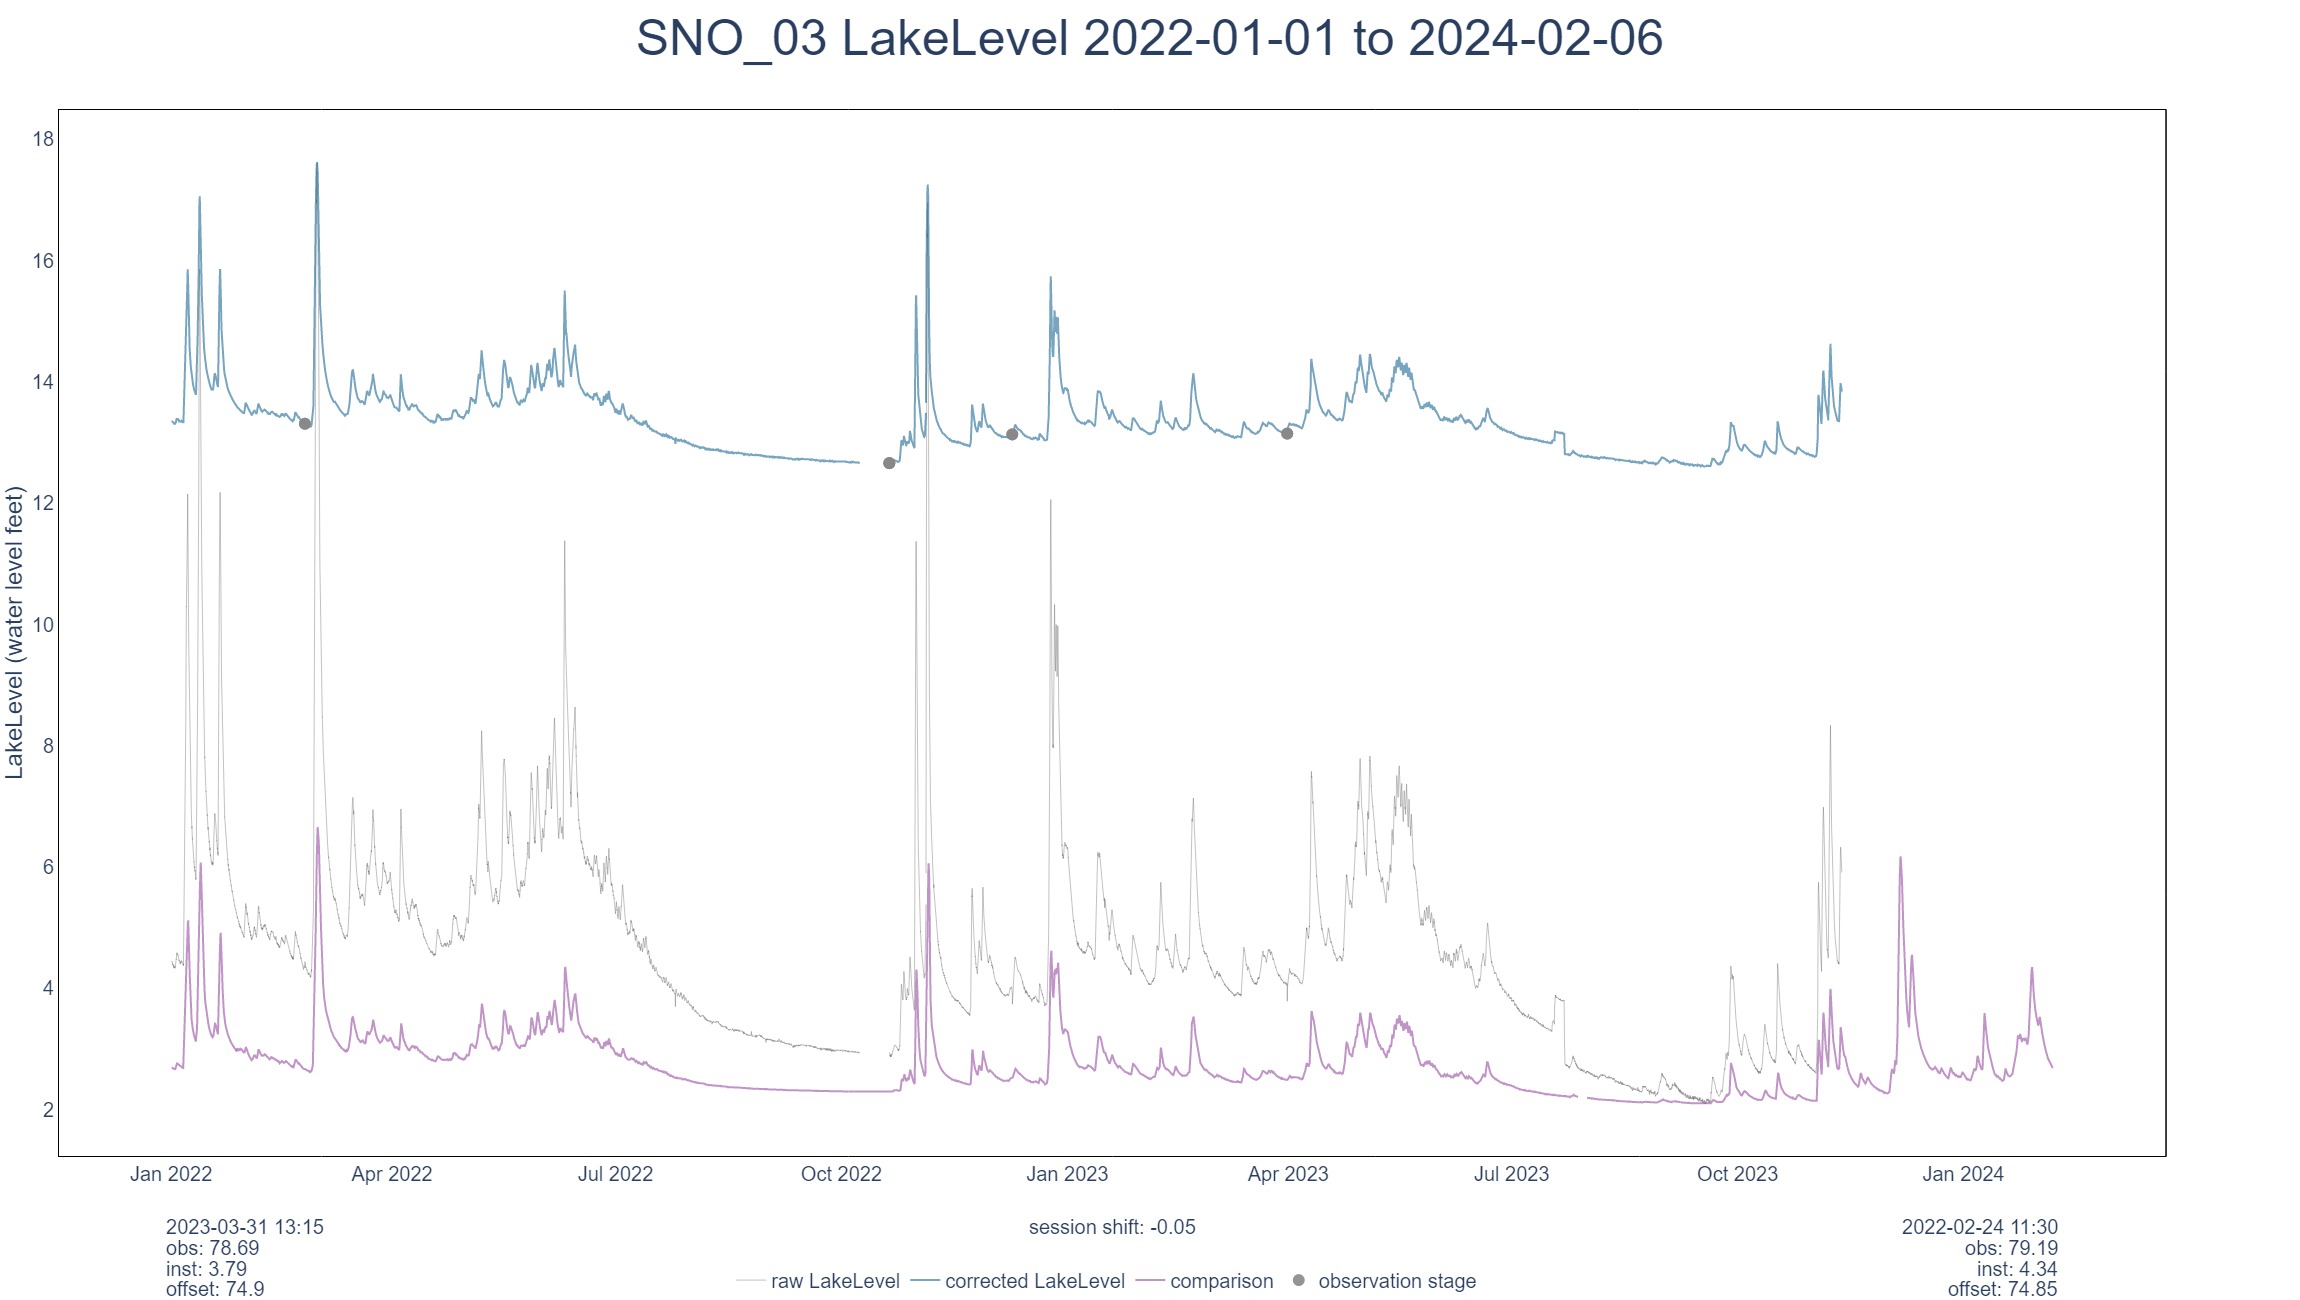 SNO_03 LakeLevel 2022-01-01 to 2024-02-06
LakeLevel (water level feet)
18
16
14
12
10
8
6
4
2
Jan 2022
Apr 2022
Jul 2022
Oct 2022
Jan 2023
Apr 2023
Jul 2023
Oct 2023
Jan 2024
2023-03-31 13:15
obs: 78.69
inst: 3.79
offset: 74.9
session shift: -0.05
2022-02-24 11:30
obs: 79.19
inst: 4.34
offset: 74.85
raw LakeLevel
corrected LakeLevel
comparison
observation stage